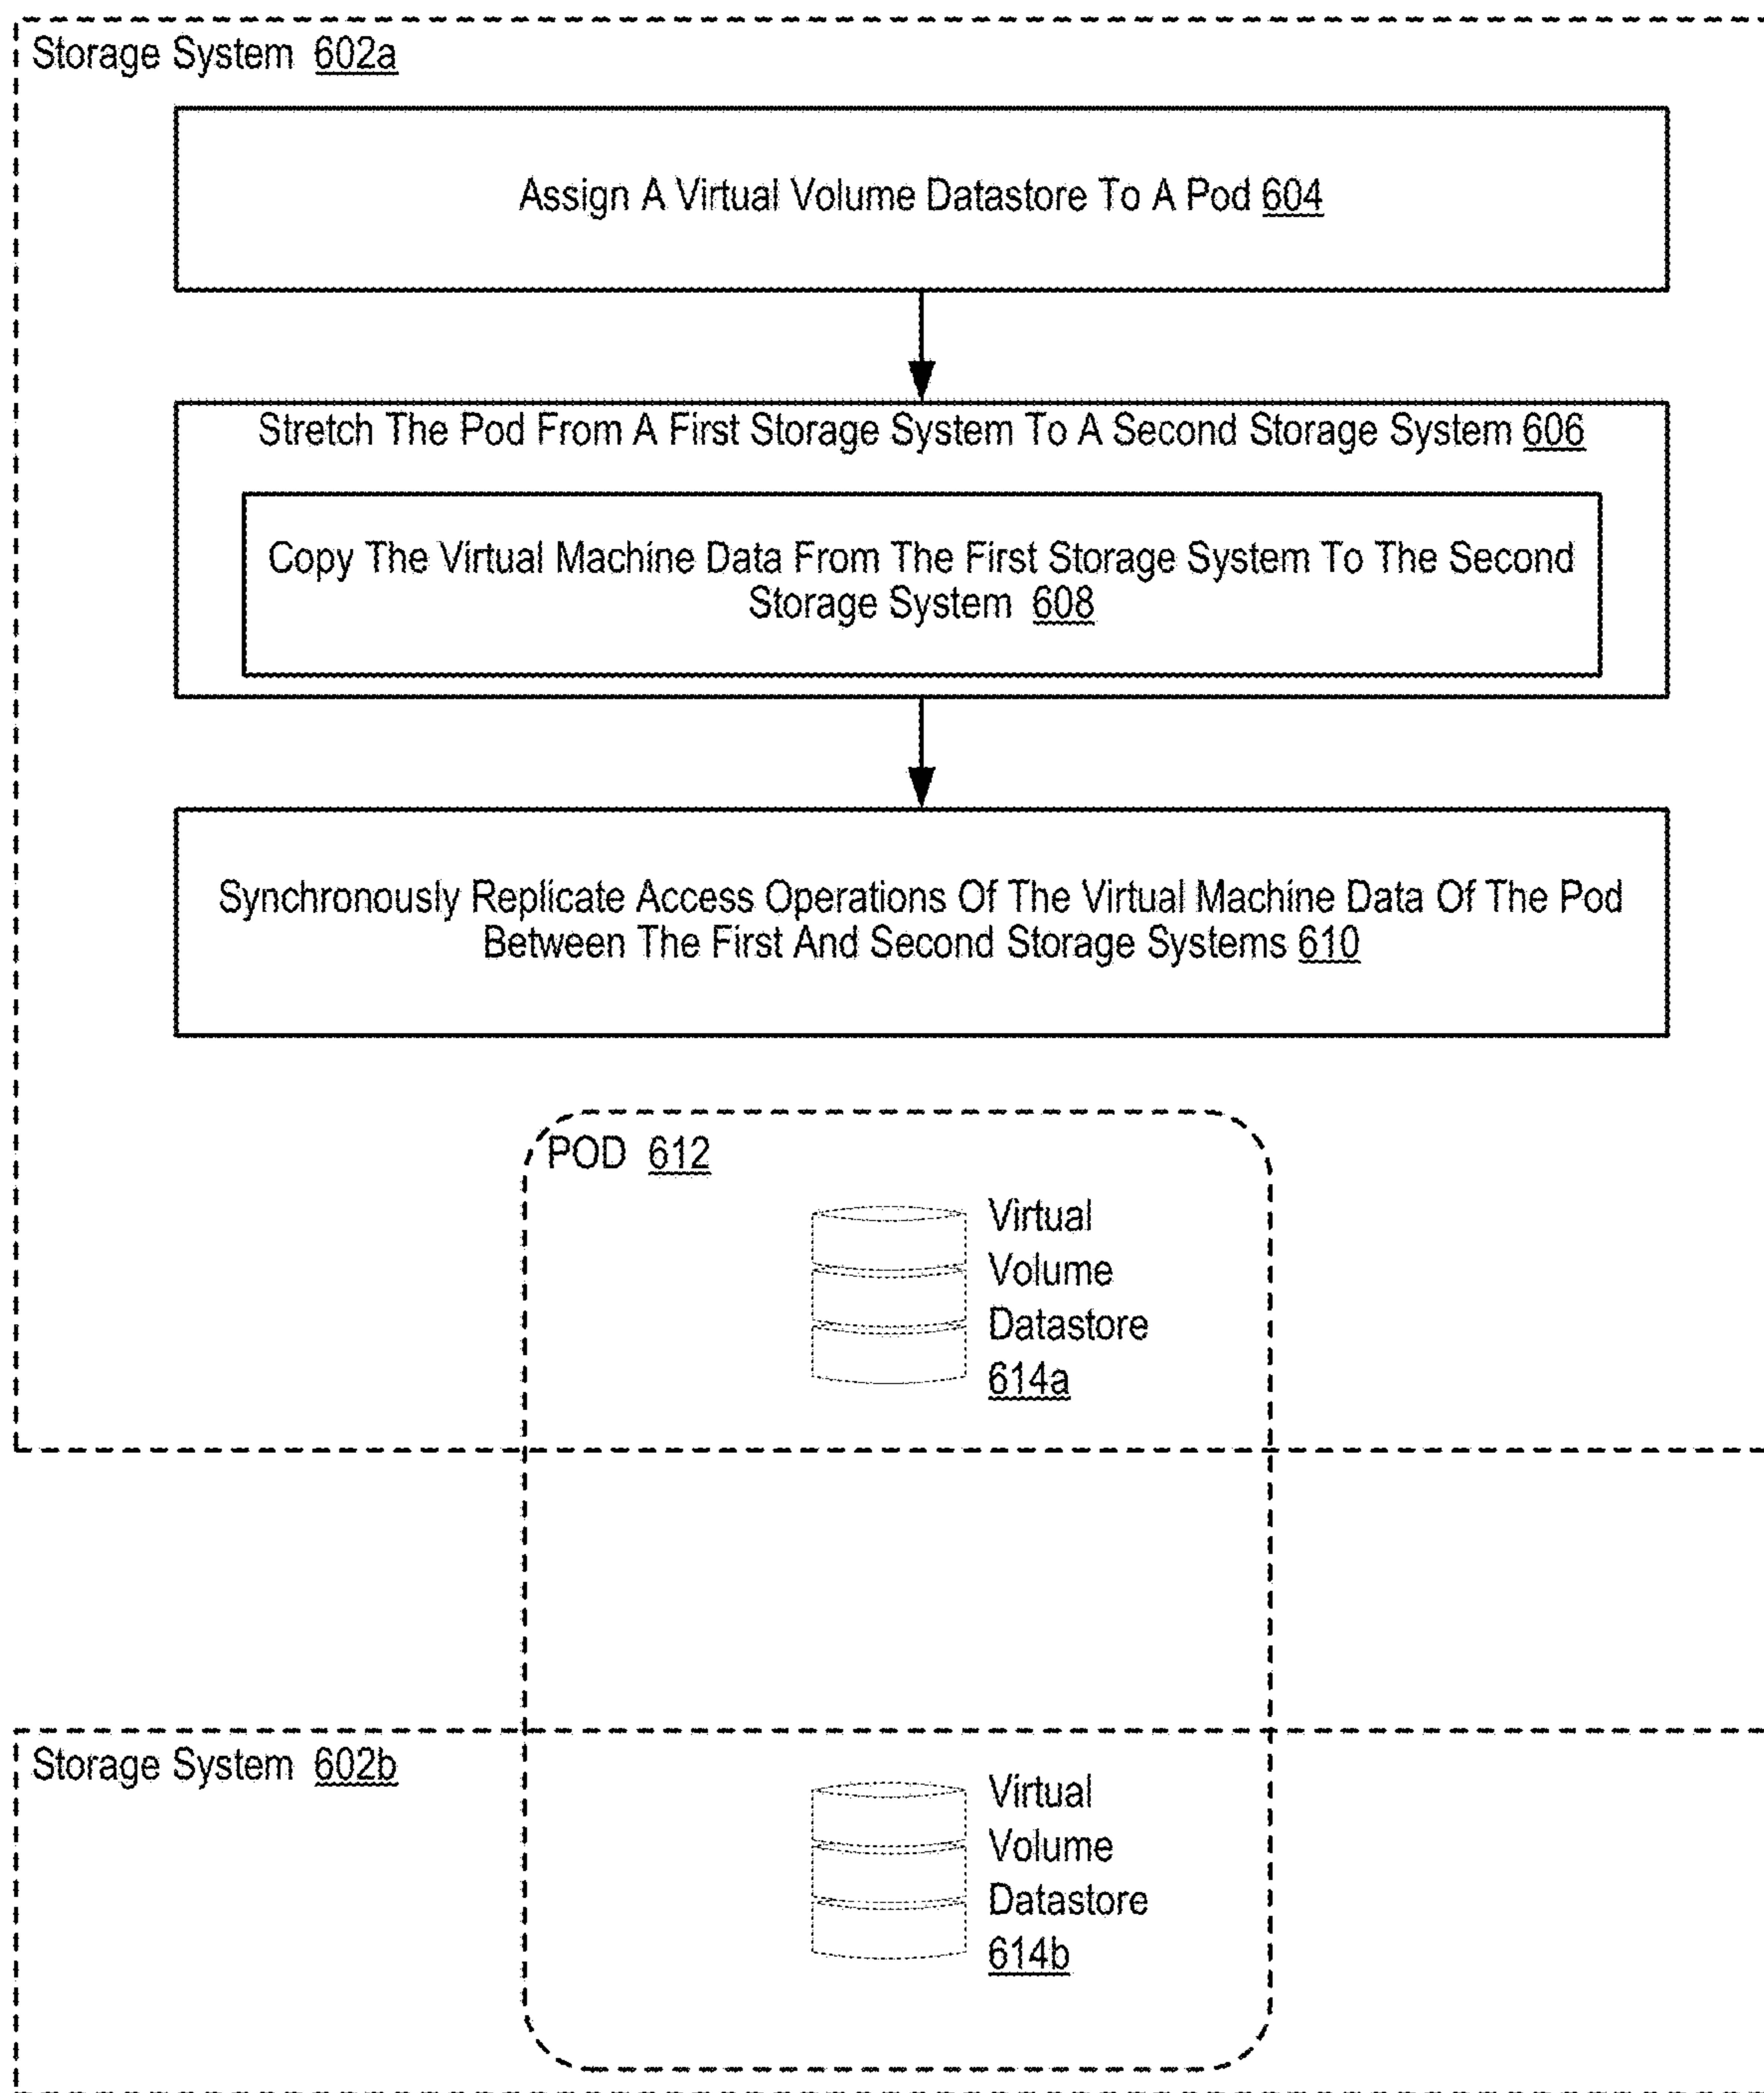 Storage System 602a
Assign A Virtual Volume Datastore To A Pod 604
Stretch The Pod From A First Storage System To A Second Storage System 606
Copy The Virtual Machine Data From The First Storage System To The Second
Storage System 608
Synchronously Replicate Access Operations Of The Virtual Machine Data Of The Pod
Between The First And Second Storage Systems 610
POD 612
Virtual
Volume
Datastore
614a
Storage System 602b
Virtual
Volume
Datastore
614b